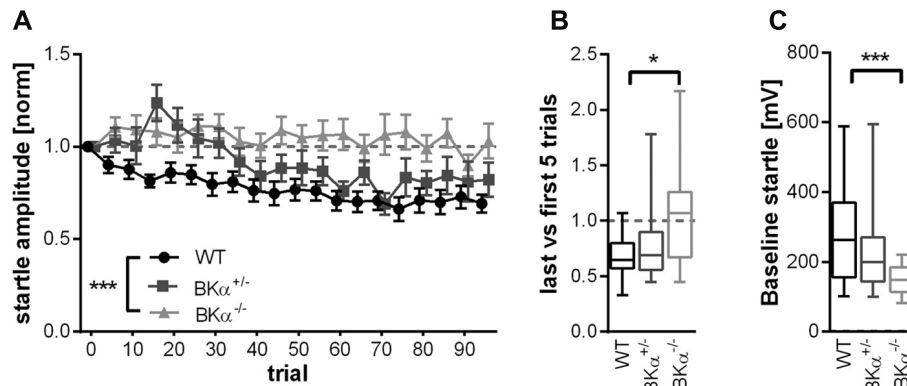 A
startle amplitude [norm]
1.5
1.0
0.5
0.0
WT
BKα+/-
BKα-/-
***
0 10 20 30 40 50 60 70 80 90
trial
B
last vs first 5 trials
2.5
2.0
1.5
1.0
0.5
0.0
*
WT
BKα+/-
BKα-/-
C
Baseline startle [mV]
800
600
400
200
0
***
WT
BKα+/-
BKα-/-